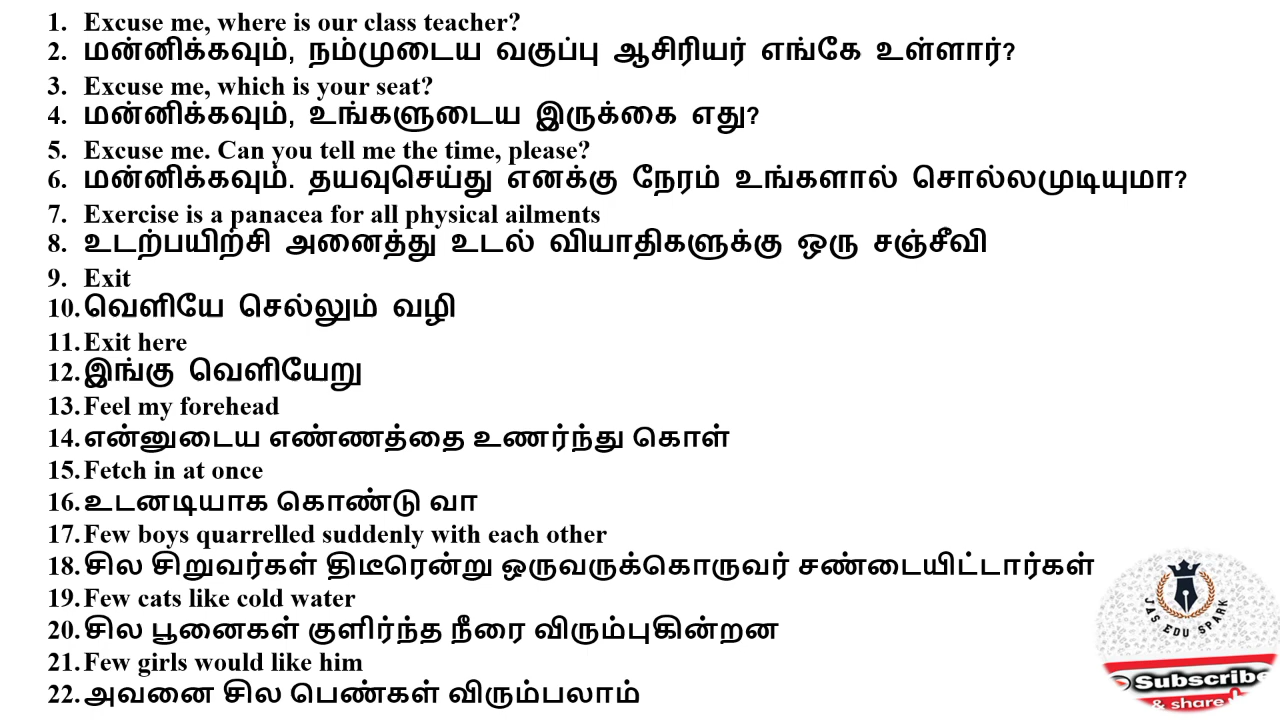 1. Excuse me, where is our class teacher?
2. மன்னிக்கவும், நம்முடைய வகுப்பு ஆசிரியர் எங்கே உள்ளார்?
3. Excuse me, which is your seat?
4. மன்னிக்கவும், உங்களுடைய இருக்கை எது?
5. Excuse me. Can you tell me the time, please?
6. மன்னிக்கவும். தயவுசெய்து எனக்கு நேரம் உங்களால் சொல்லமுடியுமா?
7. Exercise is a panacea for all physical ailments
8. உடற்பயிற்சி அனைத்து உடல் வியாதிகளுக்கு ஒரு சஞ்சீவி
9. Exit
10. வெளியே செல்லும் வழி
11. Exit here
12. இங்கு வெளியேறு
13. Feel my forehead
14. என்னுடைய எண்ணத்தை உணர்ந்து கொள்
15. Fetch in at once
16. உடனடியாக கொண்டு வா
17. Few boys quarrelled suddenly with each other
18. சில சிறுவர்கள் திடீரென்று ஒருவருக்கொருவர் சண்டையிட்டார்கள்
19. Few cats like cold water
20. சில பூனைகள் குளிர்ந்த நீரை விரும்புகின்றன
21. Few girls would like him
22. அவனை சில பெண்கள் விரும்பலாம்
JAS EDU SPARK
Subscribe
& share